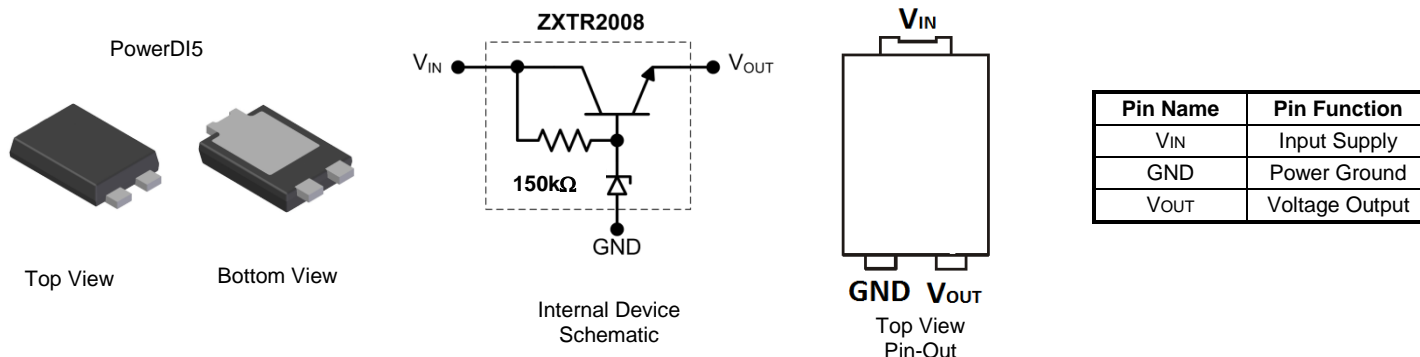 PowerDI5
Top View
Bottom View
ZXTR2008
VIN
VOUT
150kΩ
GND
Internal Device
Schematic
VIN
GND VOUT
Top View
Pin-Out
Pin Name Pin Function
VIN Input Supply
GND Power Ground
VOUT Voltage Output